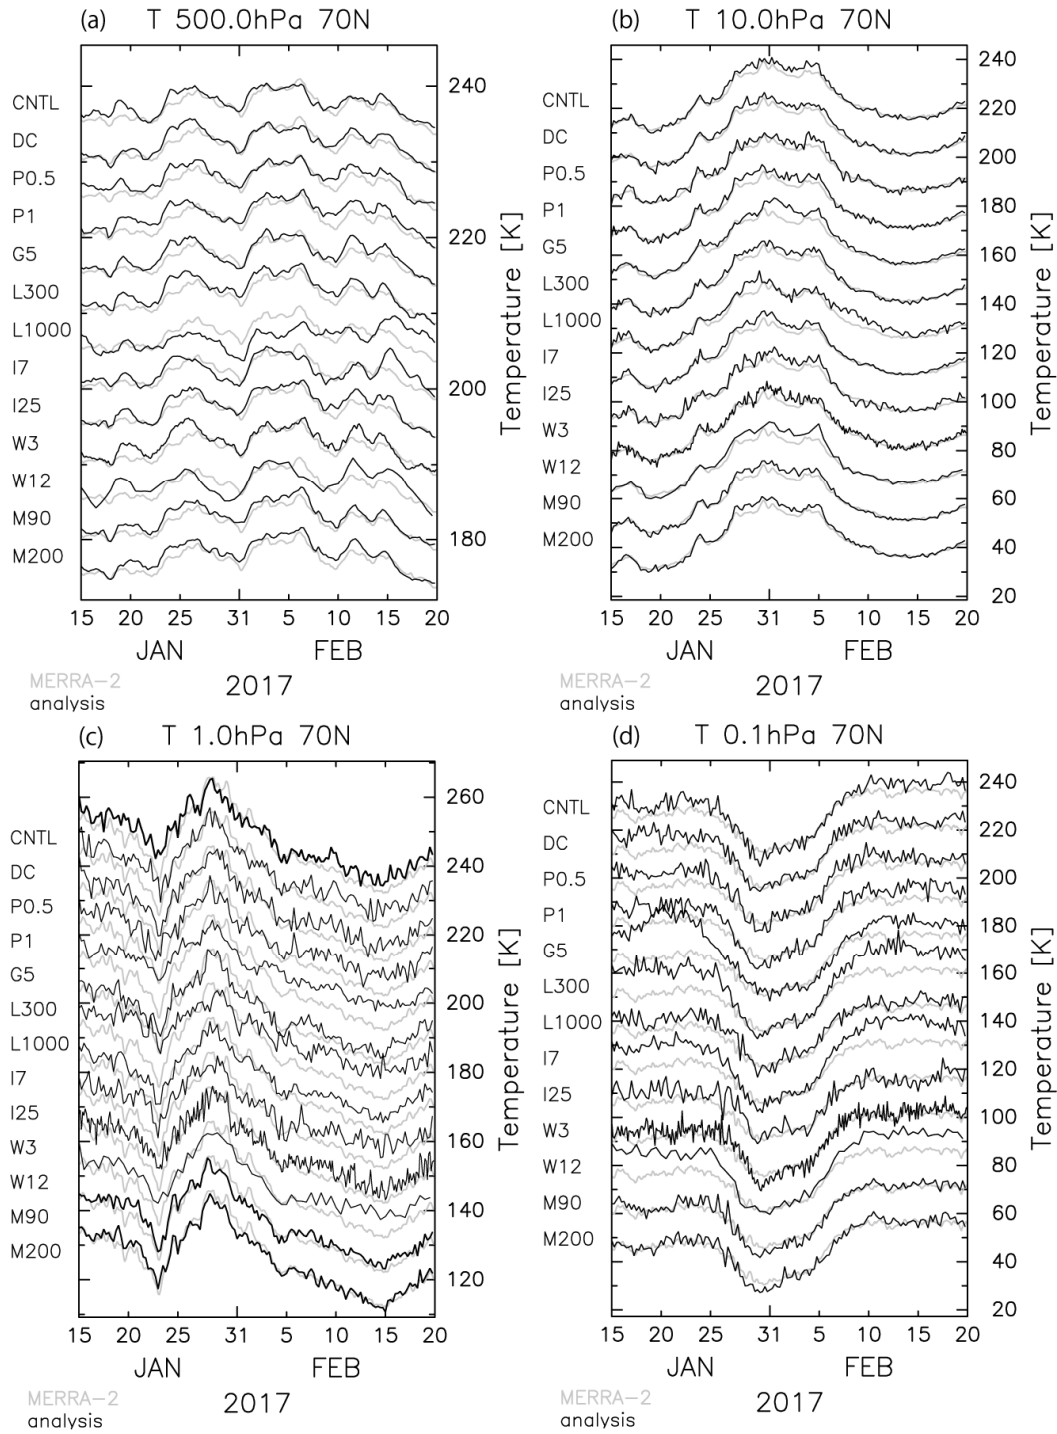 (a) T 500.0hPa 70N
240
220
200
180
Temperature [K]
CNTL
DC
P0.5
P1
G5
L300
L1000
I7
I25
W3
W12
M90
M200
15 20 25 31 5 10 15 20
JAN FEB
MERRA−2
analysis
2017
(b) T 10.0hPa 70N
240
220
200
180
160
140
120
100
80
60
40
20
Temperature [K]
CNTL
DC
P0.5
P1
G5
L300
L1000
I7
I25
W3
W12
M90
M200
15 20 25 31 5 10 15 20
JAN FEB
MERRA−2
analysis
2017
(c) T 1.0hPa 70N
260
240
220
200
180
160
140
120
Temperature [K]
CNTL
DC
P0.5
P1
G5
L300
L1000
I7
I25
W3
W12
M90
M200
15 20 25 31 5 10 15 20
JAN FEB
MERRA−2
analysis
2017
(d) T 0.1hPa 70N
240
220
200
180
160
140
120
100
80
60
40
20
Temperature [K]
CNTL
DC
P0.5
P1
G5
L300
L1000
I7
I25
W3
W12
M90
M200
15 20 25 31 5 10 15 20
JAN FEB
MERRA−2
analysis
2017